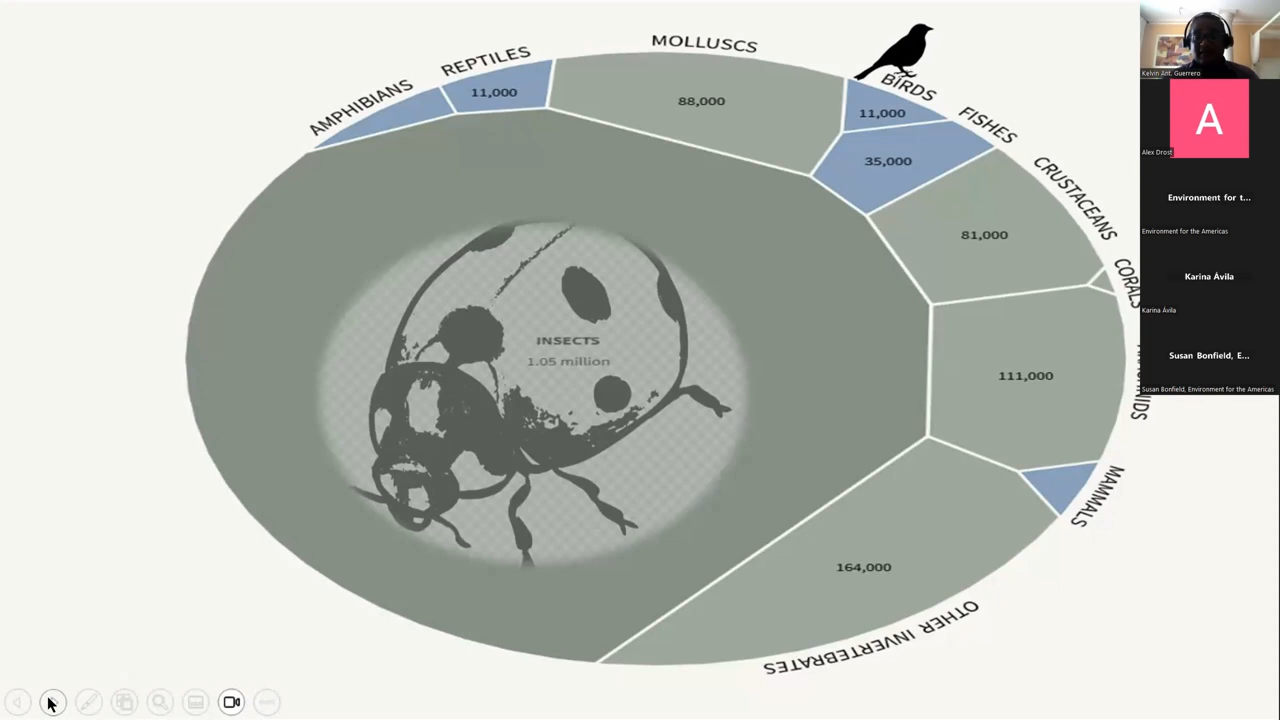 AMPHIBIANS
REPTILES
11,000
MOLLUSCS
88,000
BIRDS
11,000
FISHES
35,000
CRUSTACEANS
81,000
CORALS
111,000
MAMMALS
164,000
OTHER INVERTEBRATES
INSECTS
1.05 million
Kelvin Ant. Guerrero
A
Alex Drost
Environment for t...
Environment for the Americas
Karina Ávila
Karina Ávila
Susan Bonfield, E...
Susan Bonfield, Environment for the Americas